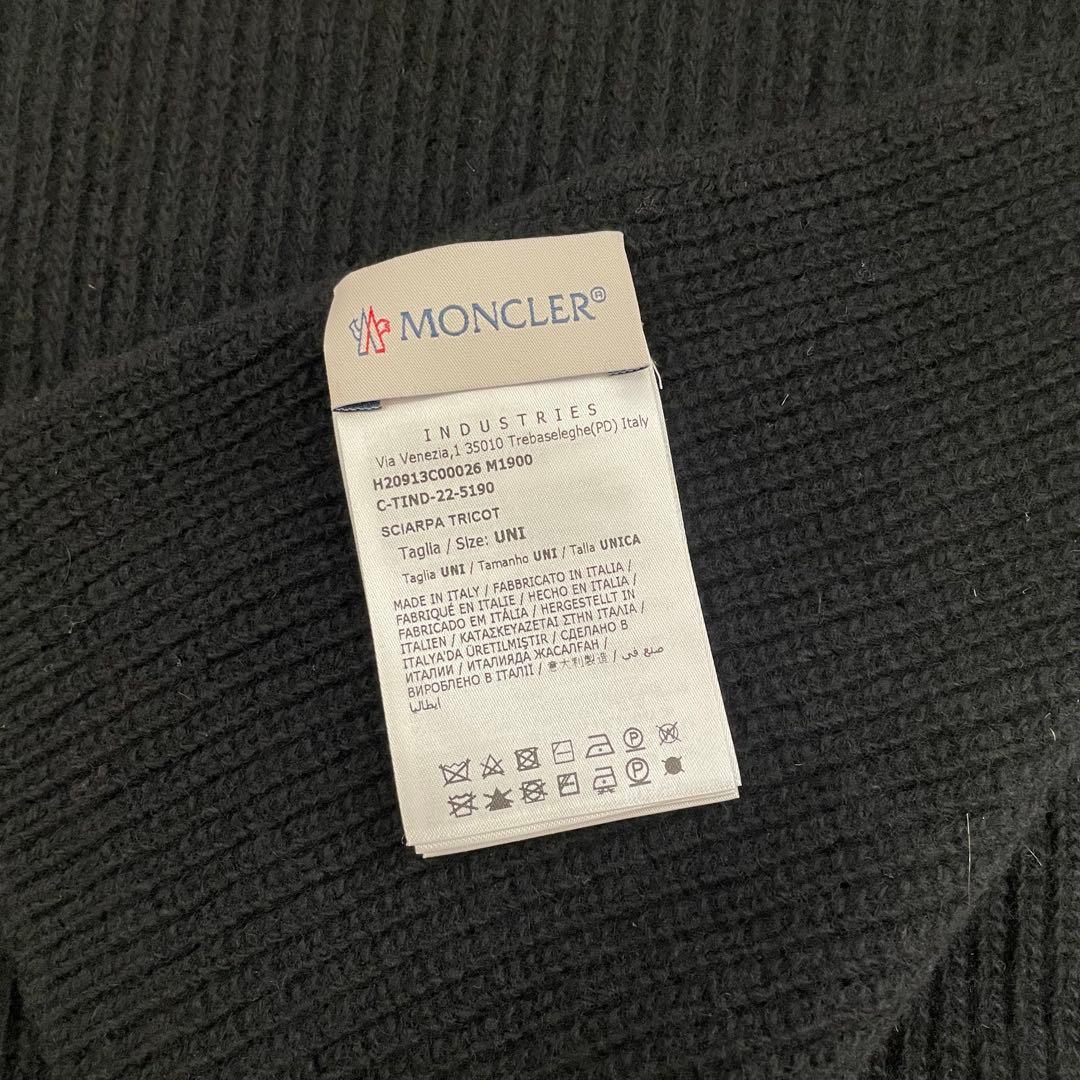 MONCLER®
INDUSTRIES
Via Venezia,1 35010 Trebaseleghe(PD) Italy
H20913C00026 M1900
C-TIND-22-5190
SCIARPA TRICOT
Taglia / Size: UNI
Taglia UNI / Tamanho UNI / Talla UNICA
MADE IN ITALY / FABBRICATO IN ITALIA /
FABRIQUÉ EN ITALIE / HECHO EN ITALIA /
FABRICADO EM ITÁLIA / HERGESTELLT IN
ITALIEN / ΚΑΤΑΣΚΕΥΑΖΕΤΑΙ ΣΤΗΝ ΙΤΑΛΙΑ /
ITALYA'DA ÜRETILMIŞTIR / СДЕЛАНО В
ИТАЛИИ / ИТАЛИЯДА ЖАСАЛҒАН /
ВИРОБЛЕНО В ІТАЛІЇ / 意大利製造 / صنع في
ايطاليا